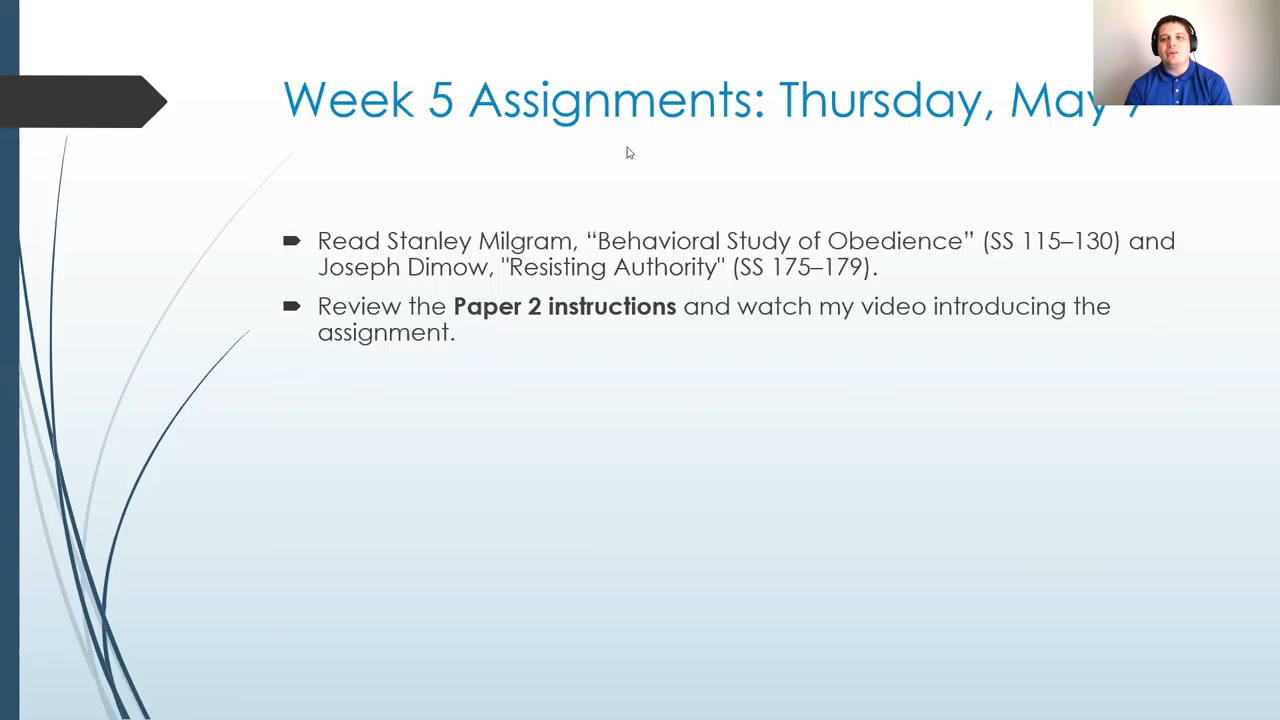 Week 5 Assignments: Thursday, May
Read Stanley Milgram, “Behavioral Study of Obedience” (SS 115–130) and
Joseph Dimow, "Resisting Authority" (SS 175–179).
Review the Paper 2 instructions and watch my video introducing the
assignment.